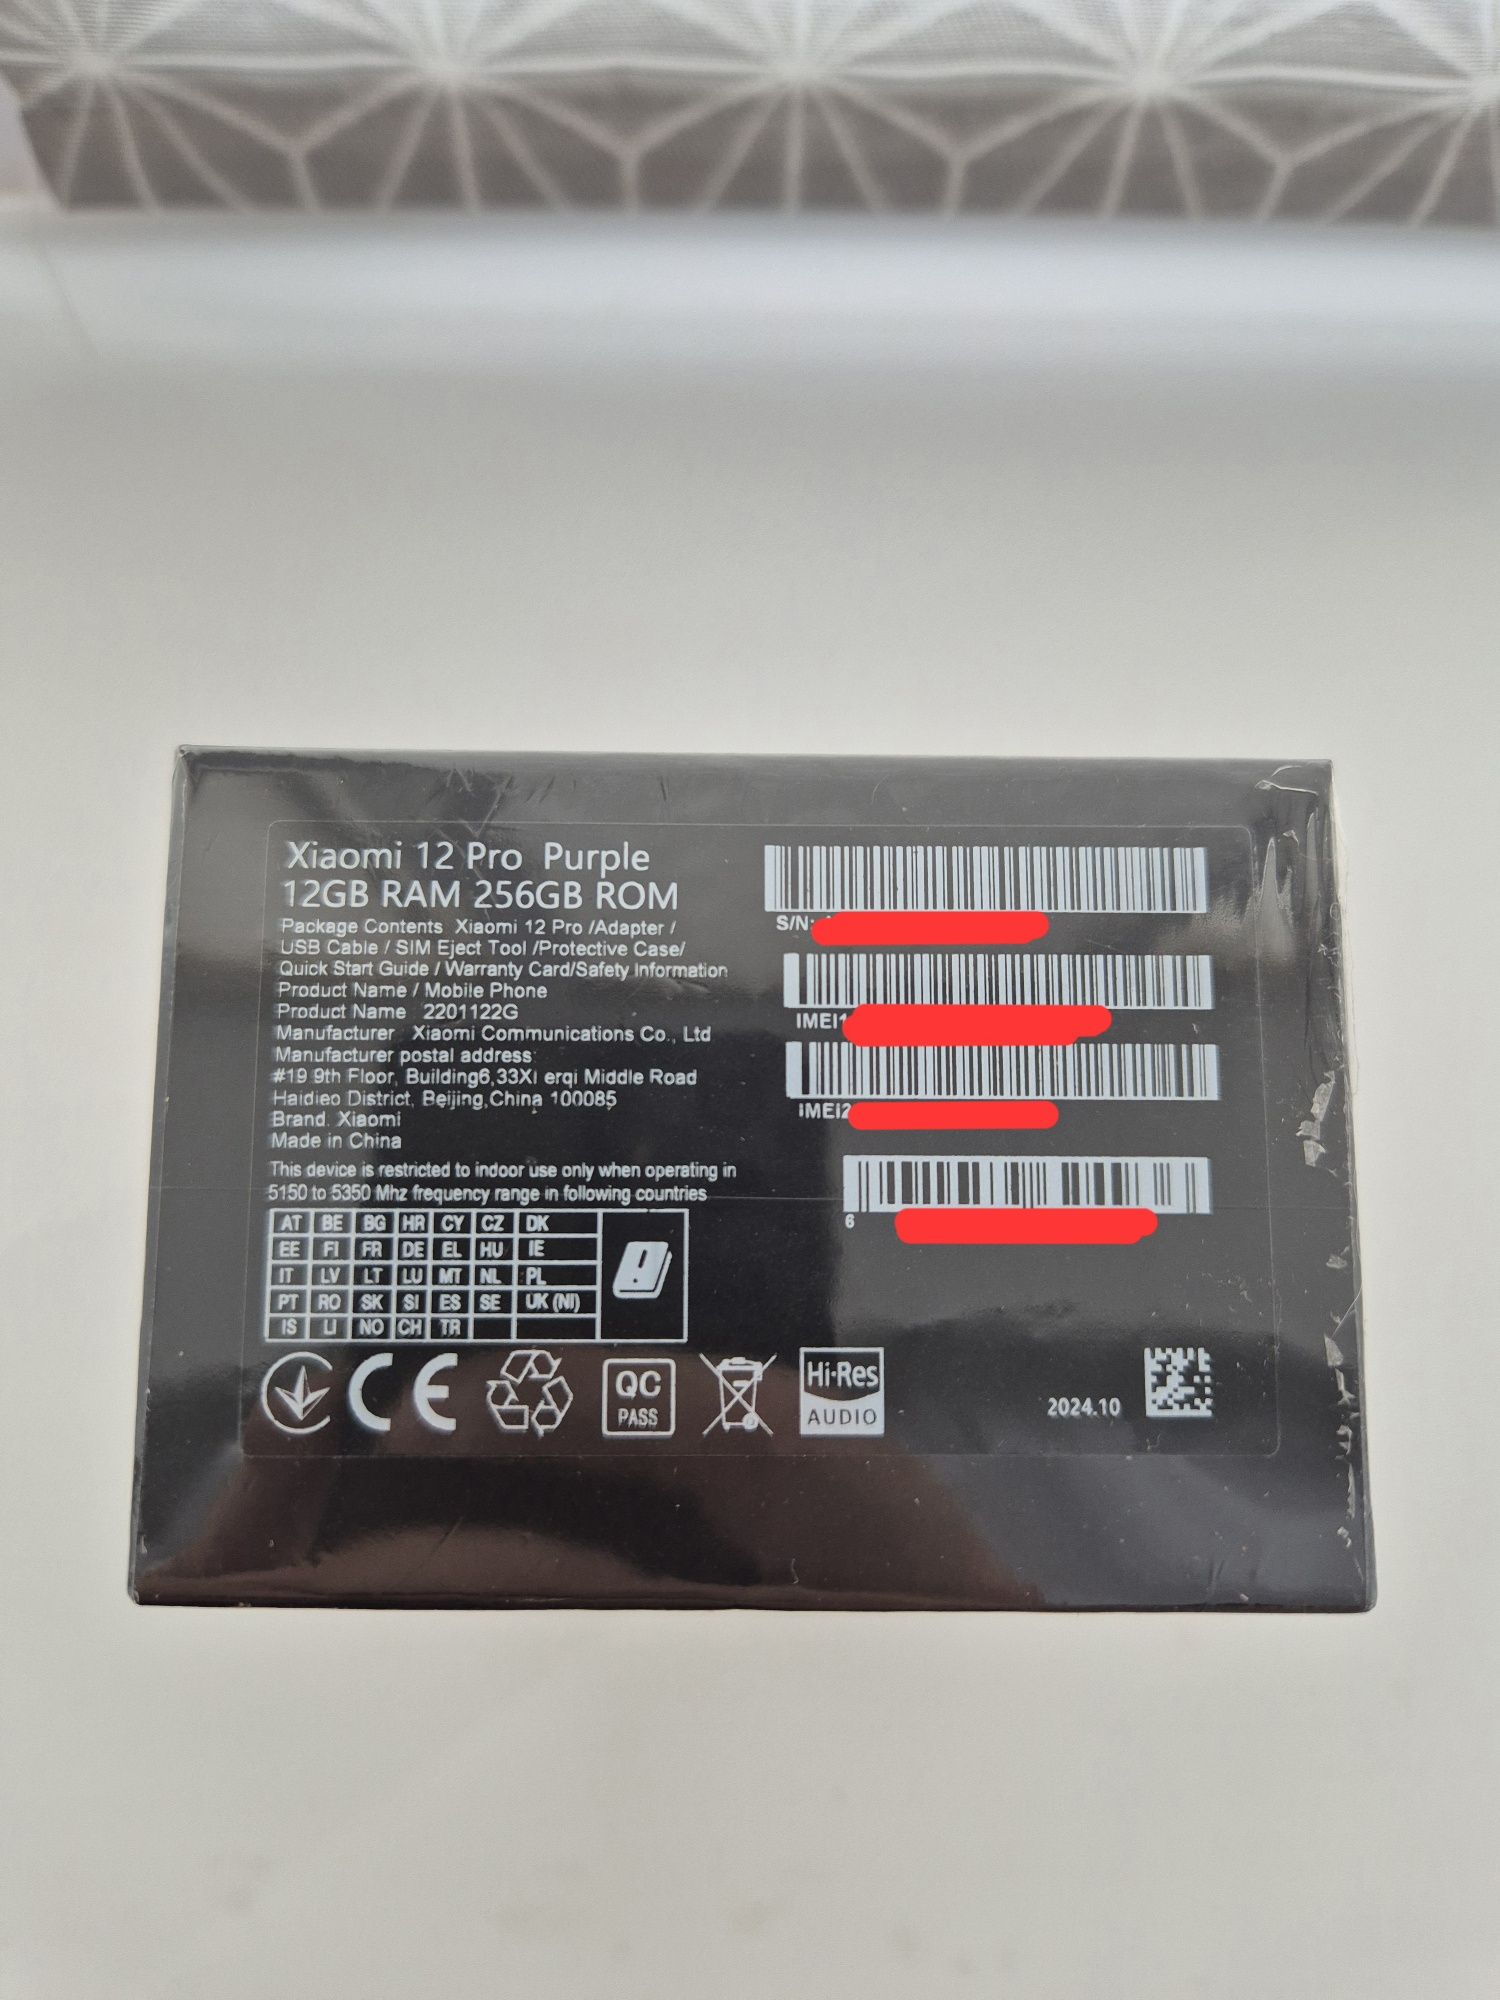 Xiaomi 12 Pro Purple
12GB RAM 256GB ROM
Package Contents Xiaomi 12 Pro /Adapter /
USB Cable / SIM Eject Tool /Protective Case/
Quick Start Guide / Warranty Card/Safety Information
Product Name / Mobile Phone
Product Name 2201122G
Manufacturer Xiaomi Communications Co., Ltd
Manufacturer postal address:
#19 9th Floor, Building6,33Xi erqi Middle Road
Haidieo District, Beijing,China 100085
Brand. Xiaomi
Made in China
This device is restricted to indoor use only when operating in
5150 to 5350 Mhz frequency range in following countries
AT BE BG HR CY CZ DK
EE FI FR DE EL HU IE
IT LV LT LU MT NL PL
PT RO SK SI ES SE UK (NI)
IS LI NO CH TR
CE
QC
PASS
Hi-Res
AUDIO
S/N:
IMEI1
IMEI2
6
2024.10